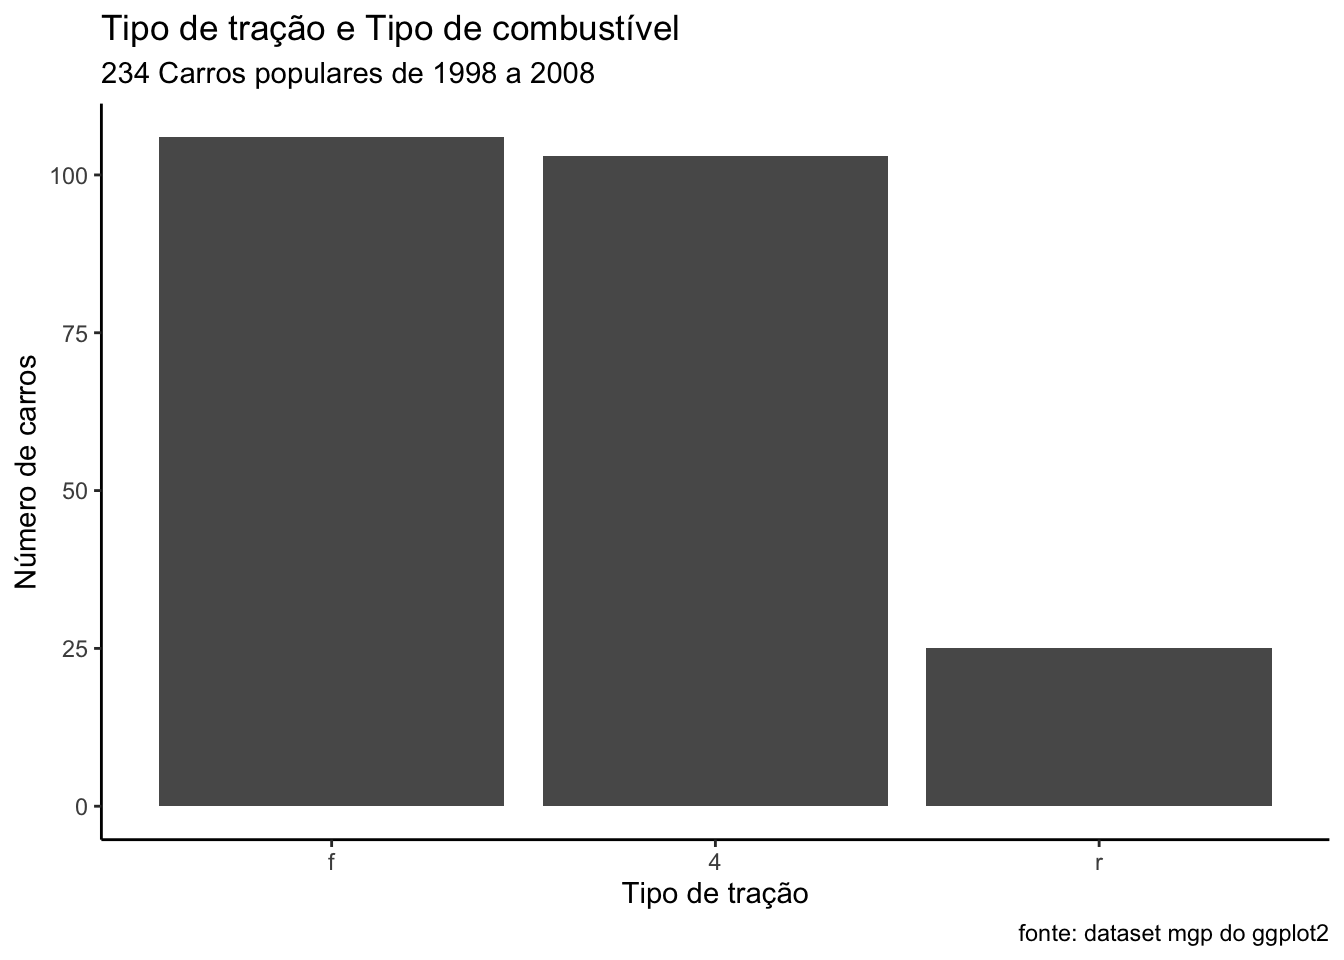 Tipo de tração e Tipo de combustível
234 Carros populares de 1998 a 2008
Número de carros
100
75
50
25
0
f 4 r
Tipo de tração
fonte: dataset mgp do ggplot2